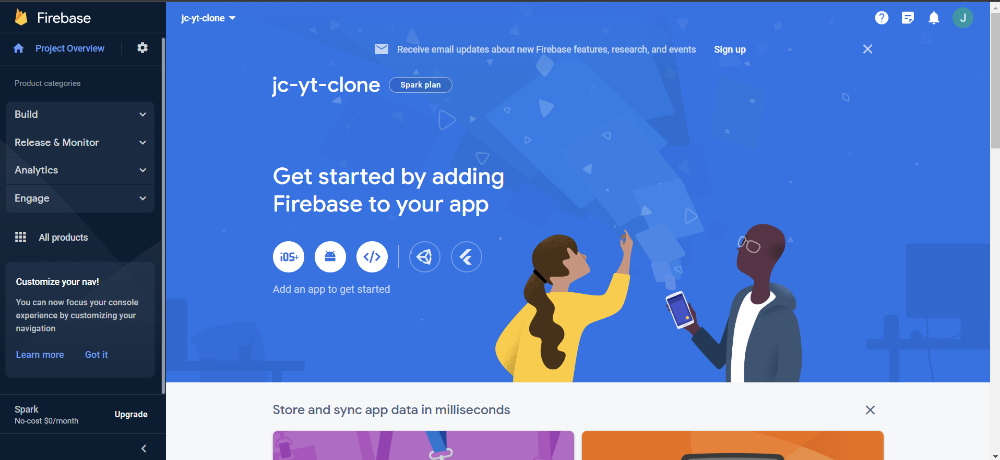 Firebase
jc-yt-clone
Project Overview
Receive email updates about new Firebase features, research, and events
Sign up
Product categories
jc-yt-clone
Spark plan
Build
Release & Monitor
Analytics
Engage
All products
Get started by adding
Firebase to your app
iOS+
Add an app to get started
Customize your nav!
You can now focus your console
experience by customizing your
navigation
Learn more
Got it
Spark
No-cost $0/month
Upgrade
Store and sync app data in milliseconds
J